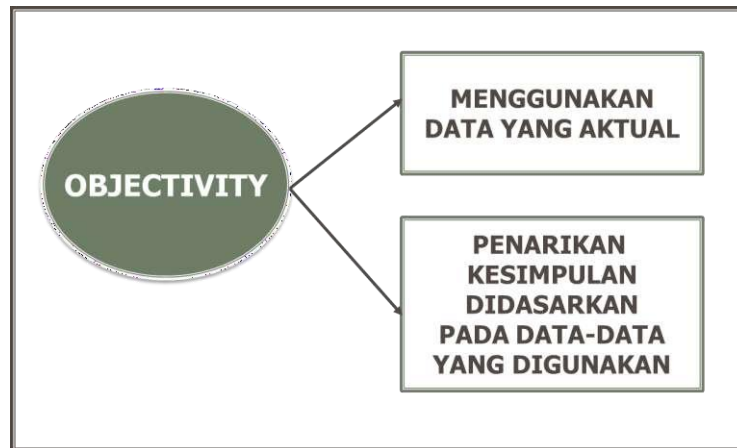 OBJECTIVITY
MENGGUNAKAN
DATA YANG AKTUAL
PENARIKAN
KESIMPULAN
DIDASARKAN
PADA DATA-DATA
YANG DIGUNAKAN